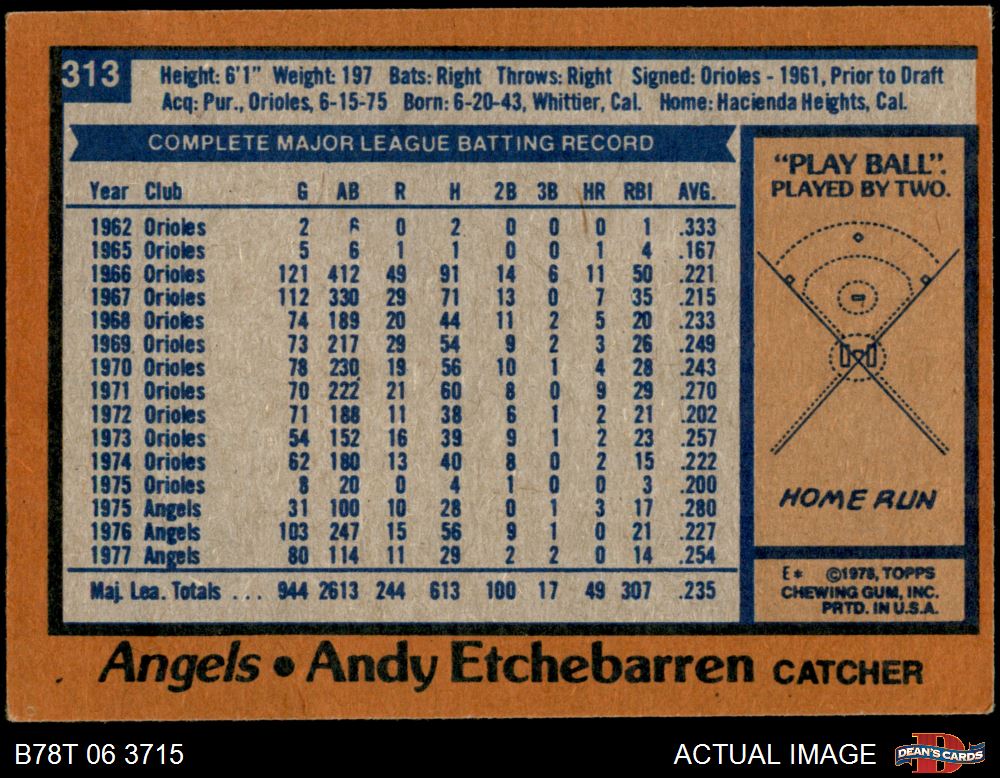 313
Height: 6'1" Weight: 197 Bats: Right Throws: Right Signed: Orioles - 1961, Prior to Draft
Acq: Pur., Orioles, 6-15-75 Born: 6-20-43, Whittier, Cal. Home: Hacienda Heights, Cal.
COMPLETE MAJOR LEAGUE BATTING RECORD
Year Club G AB R H 2B 3B HR RBI AVG.
1962 Orioles 2 6 0 2 0 0 0 1 .333
1965 Orioles 5 6 1 1 0 0 1 4 .167
1966 Orioles 121 412 49 91 14 6 11 50 .221
1967 Orioles 112 330 29 71 13 0 7 35 .215
1968 Orioles 74 189 20 44 11 2 5 20 .233
1969 Orioles 73 217 29 54 9 2 3 26 .249
1970 Orioles 78 230 19 56 10 1 4 28 .243
1971 Orioles 70 222 21 60 8 0 9 29 .270
1972 Orioles 71 188 11 38 6 1 2 21 .202
1973 Orioles 54 152 16 39 9 1 2 23 .257
1974 Orioles 62 180 13 40 8 0 2 15 .222
1975 Orioles 8 20 0 4 1 0 0 3 .200
1975 Angels 31 100 10 28 0 1 3 17 .280
1976 Angels 103 247 15 56 9 1 0 21 .227
1977 Angels 80 114 11 29 2 2 0 14 .254
Maj. Lea. Totals ... 944 2613 244 613 100 17 49 307 .235
"PLAY BALL".
PLAYED BY TWO.
HOME RUN
E* ©1978, TOPPS
CHEWING GUM, INC.
PRTD. IN U.S.A.
Angels • Andy Etchebarren CATCHER
B78T 06 3715
ACTUAL IMAGE
DEAN'S CARDS